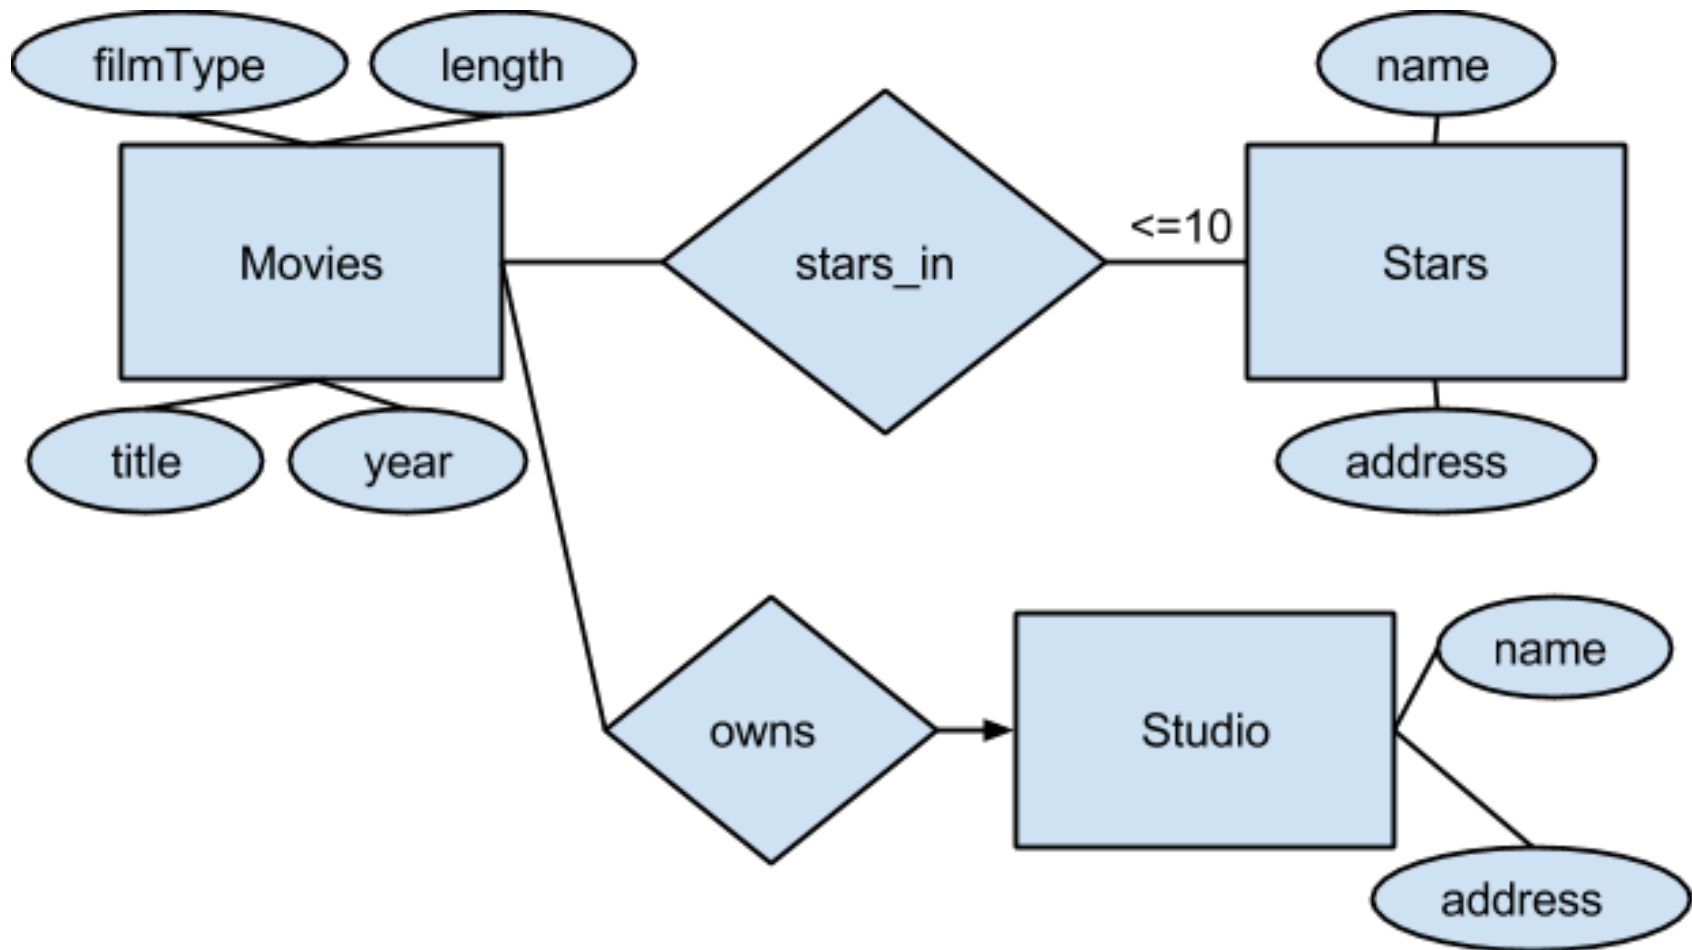 filmType
length
name
Movies
stars_in
<=10
Stars
title
year
address
owns
Studio
name
address